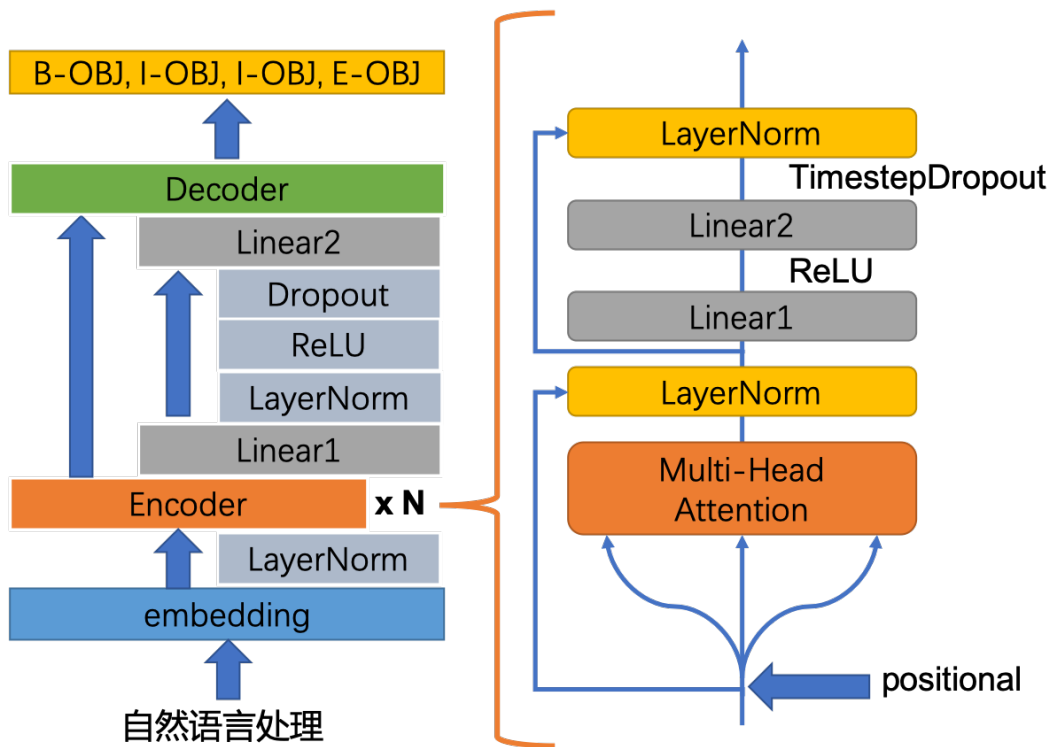 B-OBJ, I-OBJ, I-OBJ, E-OBJ
Decoder
Linear2
Dropout
ReLU
LayerNorm
Linear1
Encoder
x N
LayerNorm
embedding
自然语言处理
LayerNorm
TimestepDropout
Linear2
ReLU
Linear1
LayerNorm
Multi-Head
Attention
positional